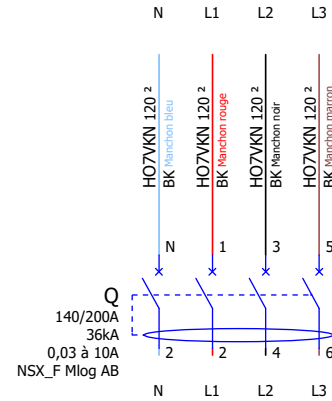 N L1 L2 L3
HO7VKN 120 ²
BK Manchon bleu
HO7VKN 120 ²
BK Manchon rouge
HO7VKN 120 ²
BK Manchon noir
HO7VKN 120 ²
BK Manchon marron
N 1 3 5
Q
140/200A
36kA
0,03 à 10A
NSX_F Mlog AB
2 2 4 6
N L1 L2 L3